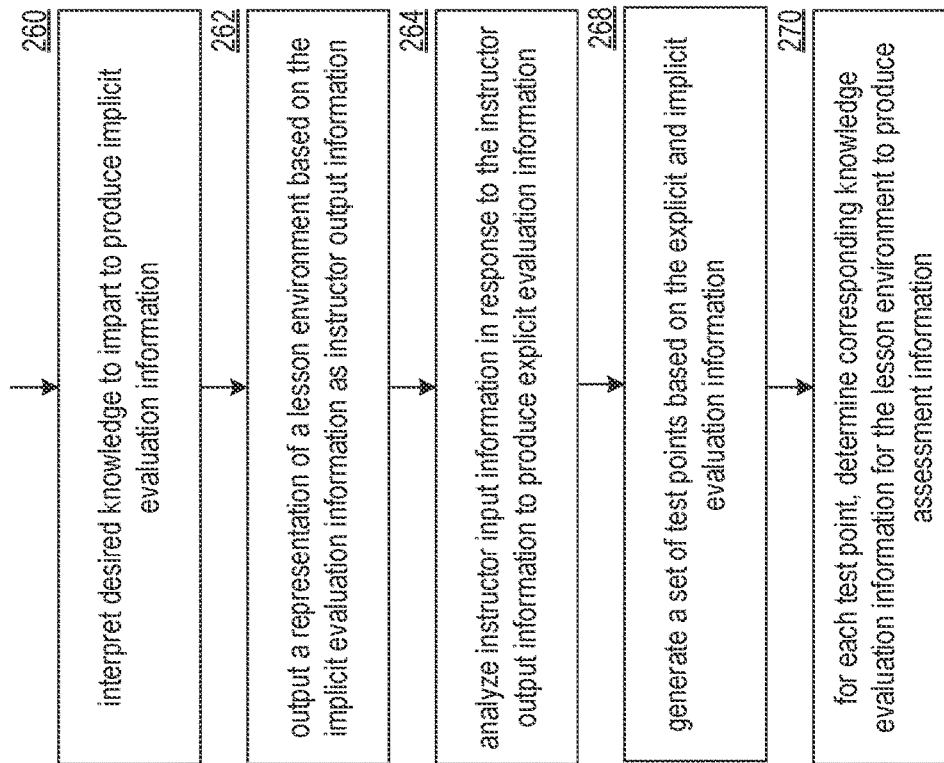 260
interpret desired knowledge to impart to produce implicit
evaluation information
262
output a representation of a lesson environment based on the
implicit evaluation information as instructor output information
264
analyze instructor input information in response to the instructor
output information to produce explicit evaluation information
268
generate a set of test points based on the explicit and implicit
evaluation information
270
for each test point, determine corresponding knowledge
evaluation information for the lesson environment to produce
assessment information